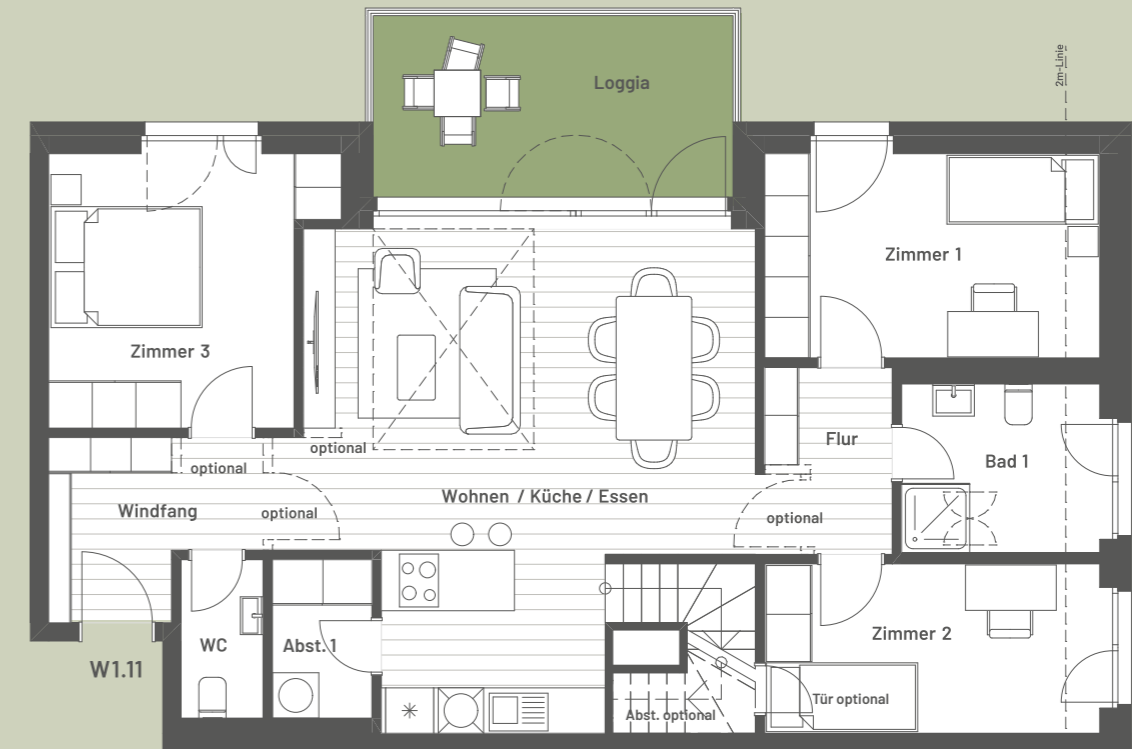 2m-Linie
Loggia
Zimmer 1
Zimmer 3
optional
Flur
Bad 1
optional
Wohnen / Küche / Essen
Windfang
optional
optional
Zimmer 2
WC
Abst. 1
W1.11
Tür optional
Abst. optional